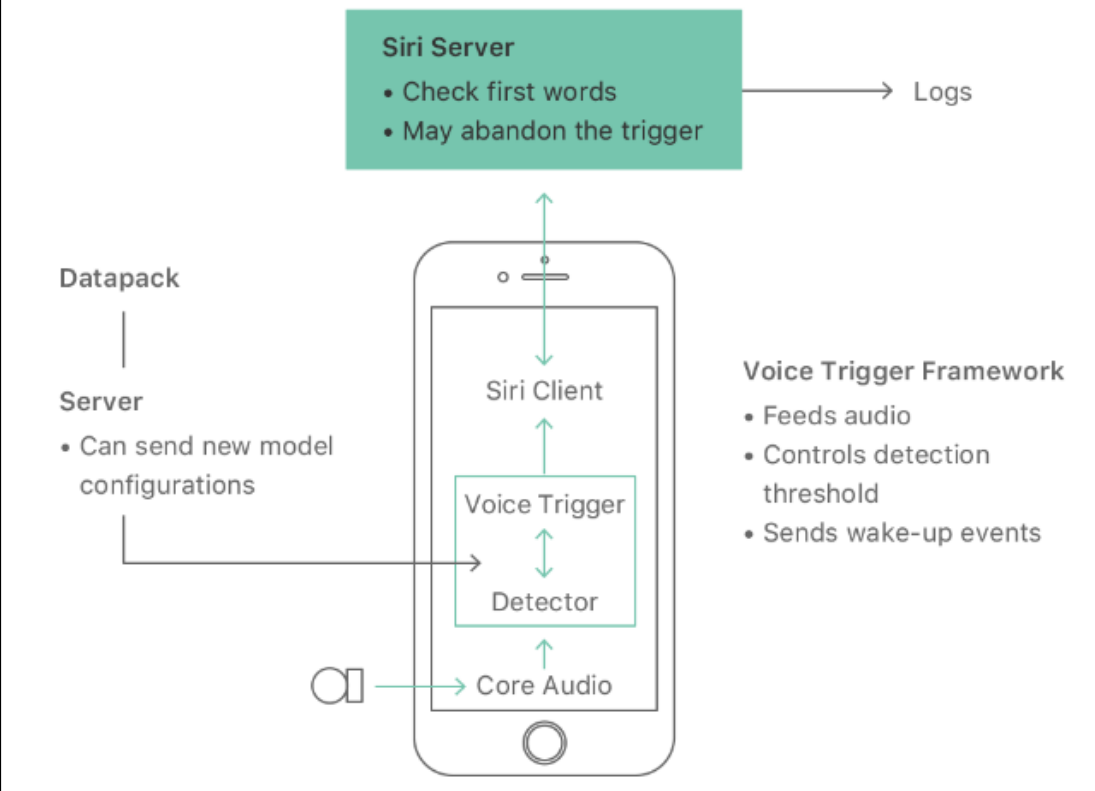 Siri Server
• Check first words
• May abandon the trigger
Logs
Datapack
Server
• Can send new model
configurations
Siri Client
Voice Trigger
Detector
Core Audio
Voice Trigger Framework
• Feeds audio
• Controls detection
threshold
• Sends wake-up events